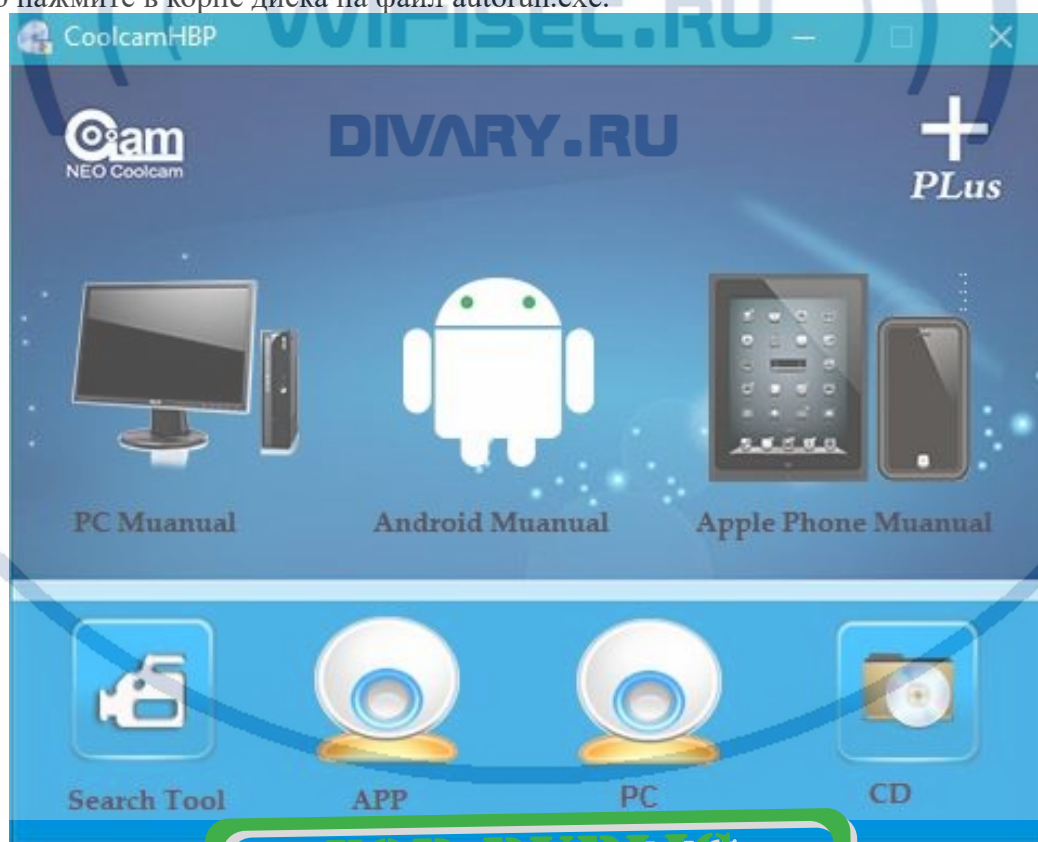 нажмите в корне диска на файл autorun.exe.
CoolcamHBP
WIFISEC.RU
DIVARY.RU
Qcam
NEO Coolcam
PLus
PC Muanual
Android Muanual
Apple Phone Muanual
Search Tool
APP
PC
CD